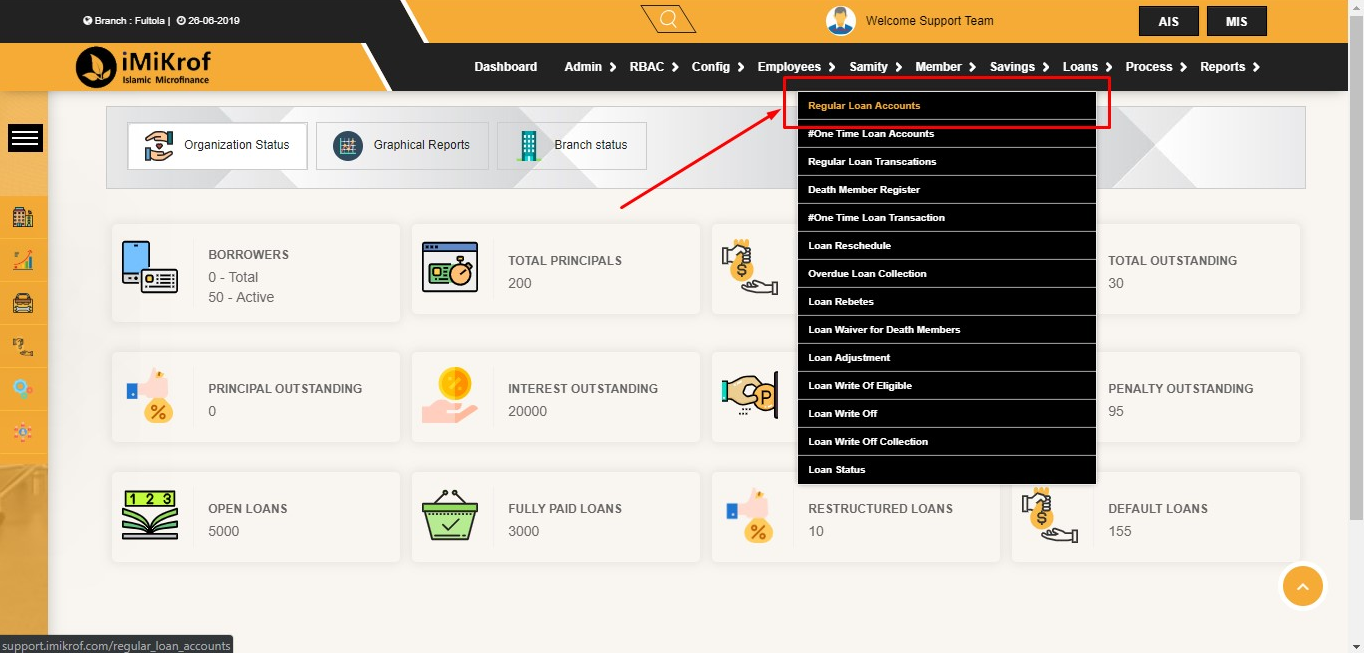 Branch : Fultola | 26-06-2019
Welcome Support Team
AIS
MIS
iMiKrof
Islamic Microfinance
Dashboard Admin RBAC Config Employees Samity Member Savings Loans Process Reports
Organization Status
Graphical Reports
Branch status
Regular Loan Accounts
#One Time Loan Accounts
Regular Loan Transcations
Death Member Register
#One Time Loan Transaction
Loan Reschedule
Overdue Loan Collection
Loan Rebetes
Loan Waiver for Death Members
Loan Adjustment
Loan Write Of Eligible
Loan Write Off
Loan Write Off Collection
Loan Status
BORROWERS
0 - Total
50 - Active
TOTAL PRINCIPALS
200
TOTAL OUTSTANDING
30
PRINCIPAL OUTSTANDING
0
INTEREST OUTSTANDING
20000
PENALTY OUTSTANDING
95
1 2 3
OPEN LOANS
5000
FULLY PAID LOANS
3000
RESTRUCTURED LOANS
10
DEFAULT LOANS
155
support.imikrof.com/regular_loan_accounts